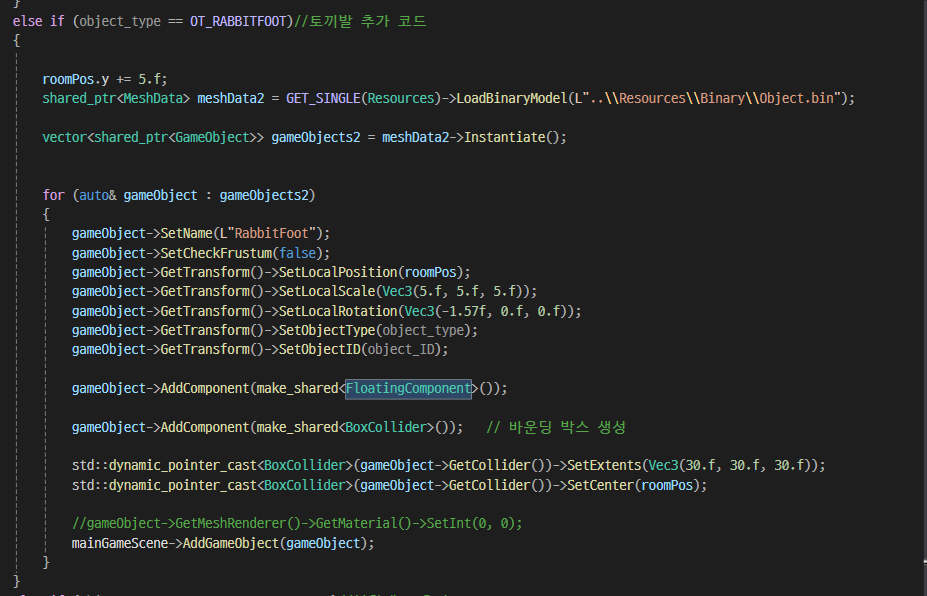 }
else if (object_type == OT_RABBITFOOT)//토끼발 추가 코드
{
roomPos.y += 5.f;
shared_ptr<MeshData> meshData2 = GET_SINGLE(Resources)->LoadBinaryModel(L"..\\Resources\\Binary\\Object.bin");
vector<shared_ptr<GameObject>> gameObjects2 = meshData2->Instantiate();
for (auto& gameObject : gameObjects2)
{
gameObject->SetName(L"RabbitFoot");
gameObject->SetCheckFrustum(false);
gameObject->GetTransform()->SetLocalPosition(roomPos);
gameObject->GetTransform()->SetLocalScale(Vec3(5.f, 5.f, 5.f));
gameObject->GetTransform()->SetLocalRotation(Vec3(-1.57f, 0.f, 0.f));
gameObject->GetTransform()->SetObjectType(object_type);
gameObject->GetTransform()->SetObjectID(object_ID);
gameObject->AddComponent(make_shared<FloatingComponent>());
gameObject->AddComponent(make_shared<BoxCollider>());   // 바운딩 박스 생성
std::dynamic_pointer_cast<BoxCollider>(gameObject->GetCollider())->SetExtents(Vec3(30.f, 30.f, 30.f));
std::dynamic_pointer_cast<BoxCollider>(gameObject->GetCollider())->SetCenter(roomPos);
//gameObject->GetMeshRenderer()->GetMaterial()->SetInt(0, 0);
mainGameScene->AddGameObject(gameObject);
}
}